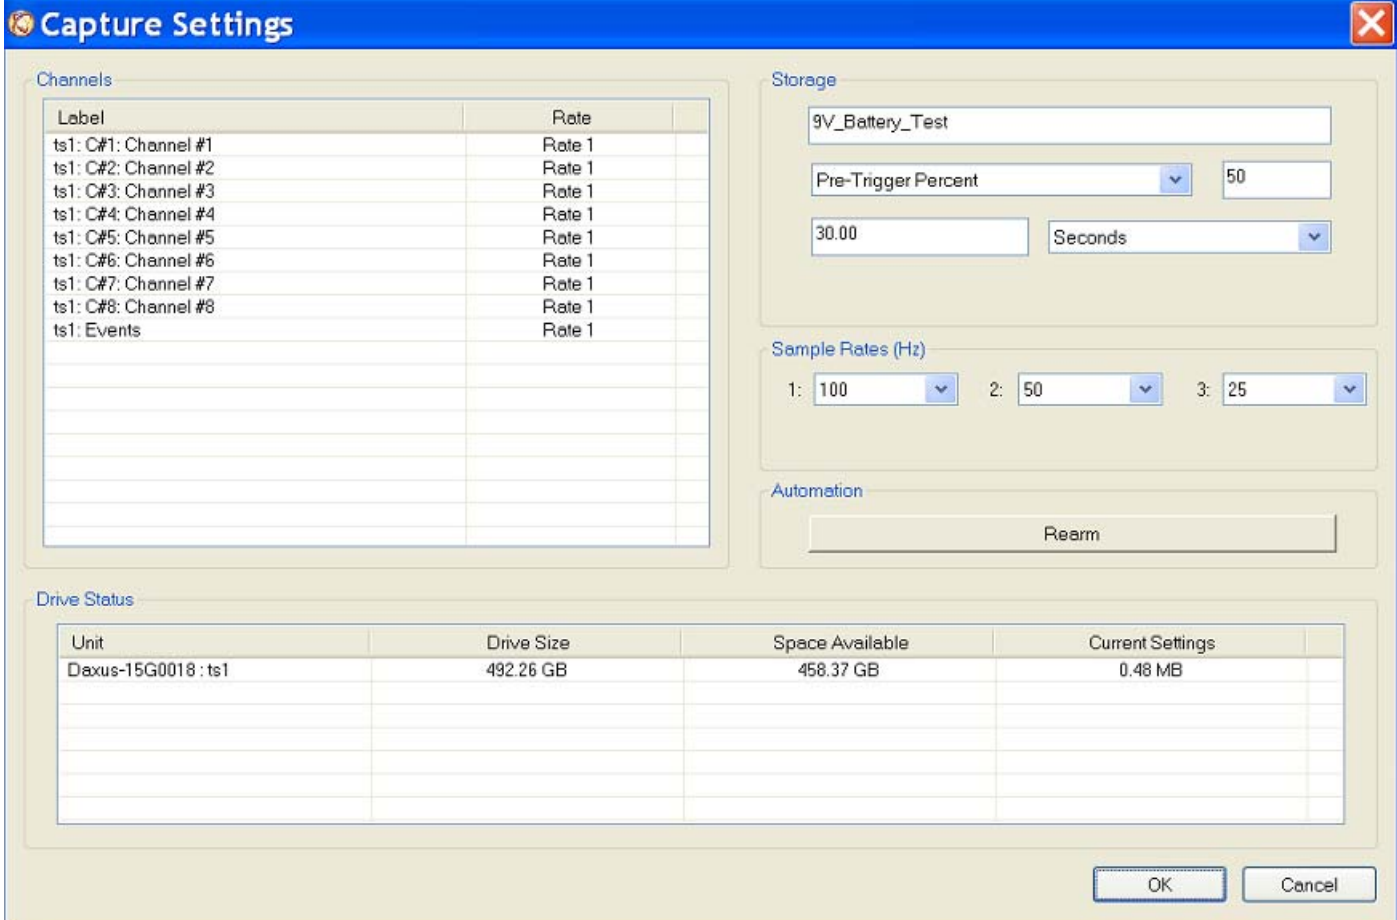 Capture Settings
Channels
Label Rate
ts1: C#1: Channel #1 Rate 1
ts1: C#2: Channel #2 Rate 1
ts1: C#3: Channel #3 Rate 1
ts1: C#4: Channel #4 Rate 1
ts1: C#5: Channel #5 Rate 1
ts1: C#6: Channel #6 Rate 1
ts1: C#7: Channel #7 Rate 1
ts1: C#8: Channel #8 Rate 1
ts1: Events Rate 1
Storage
9V_Battery_Test
Pre-Trigger Percent 50
30.00 Seconds
Sample Rates (Hz)
1: 100 2: 50 3: 25
Automation
Rearm
Drive Status
Unit Drive Size Space Available Current Settings
Daxus-15G0018 : ts1 492.26 GB 458.37 GB 0.48 MB
OK Cancel